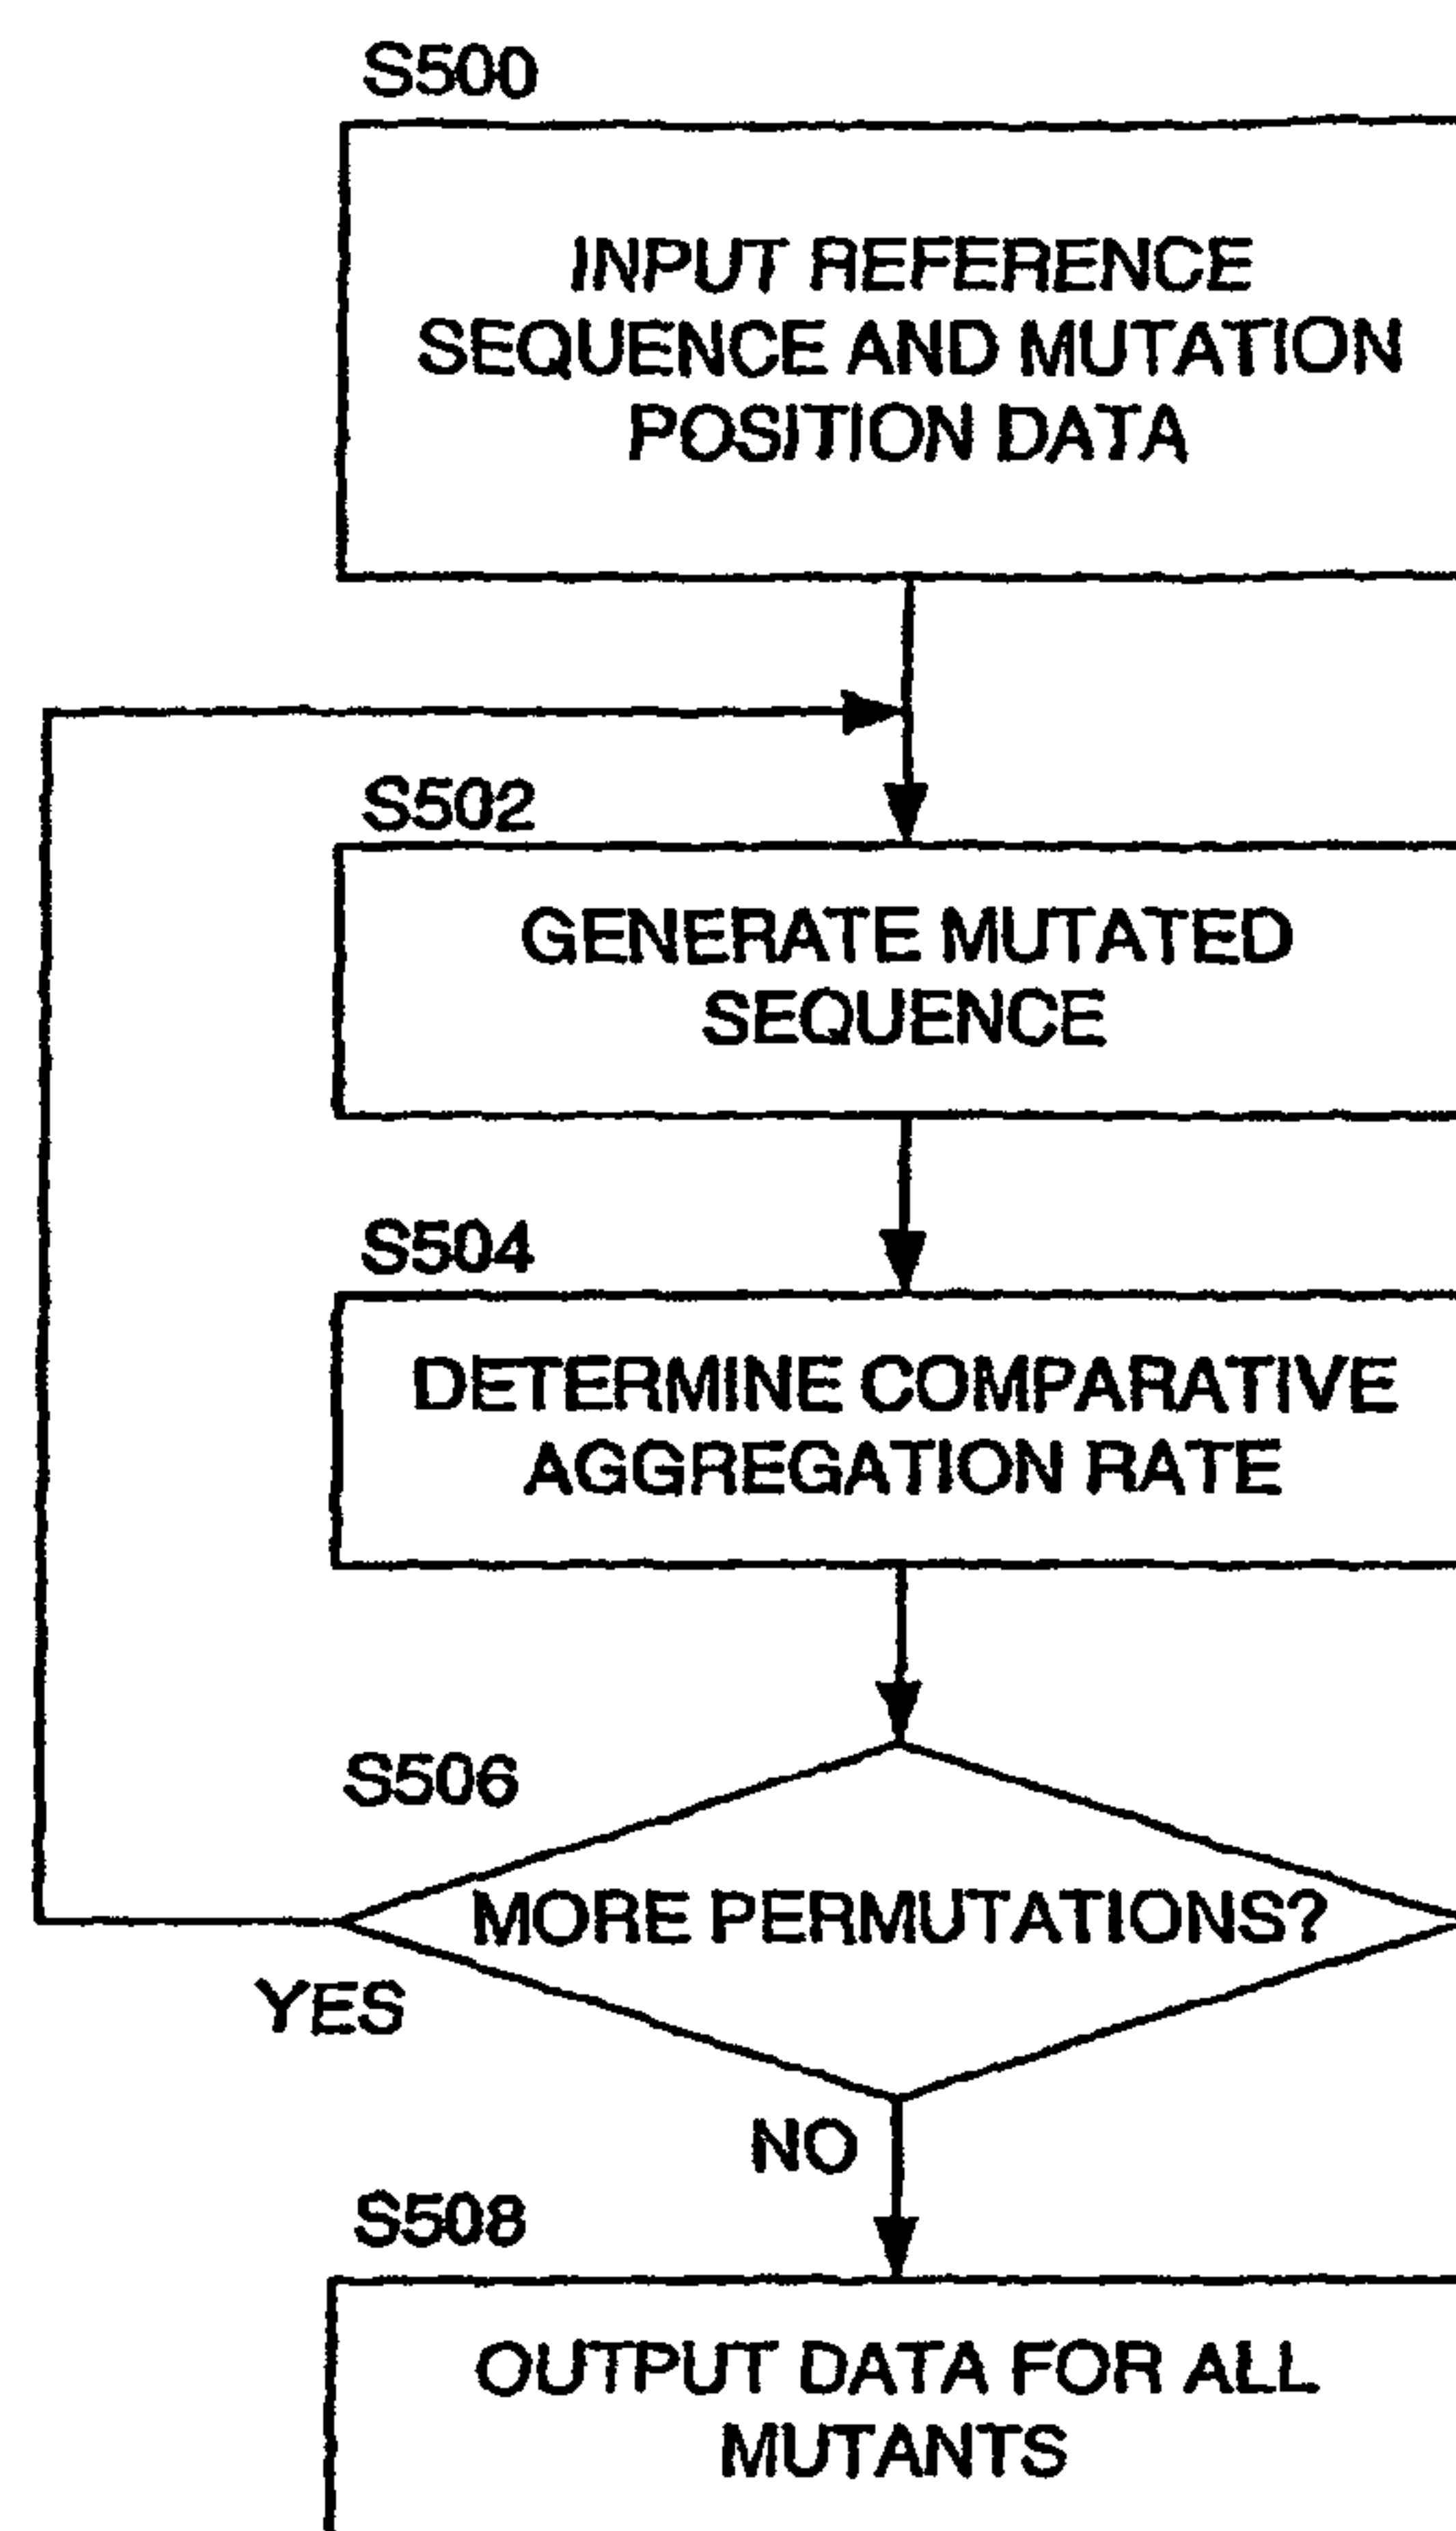 S500
INPUT REFERENCE
SEQUENCE AND MUTATION
POSITION DATA
S502
GENERATE MUTATED
SEQUENCE
S504
DETERMINE COMPARATIVE
AGGREGATION RATE
S506
MORE PERMUTATIONS?
YES
NO
S508
OUTPUT DATA FOR ALL
MUTANTS